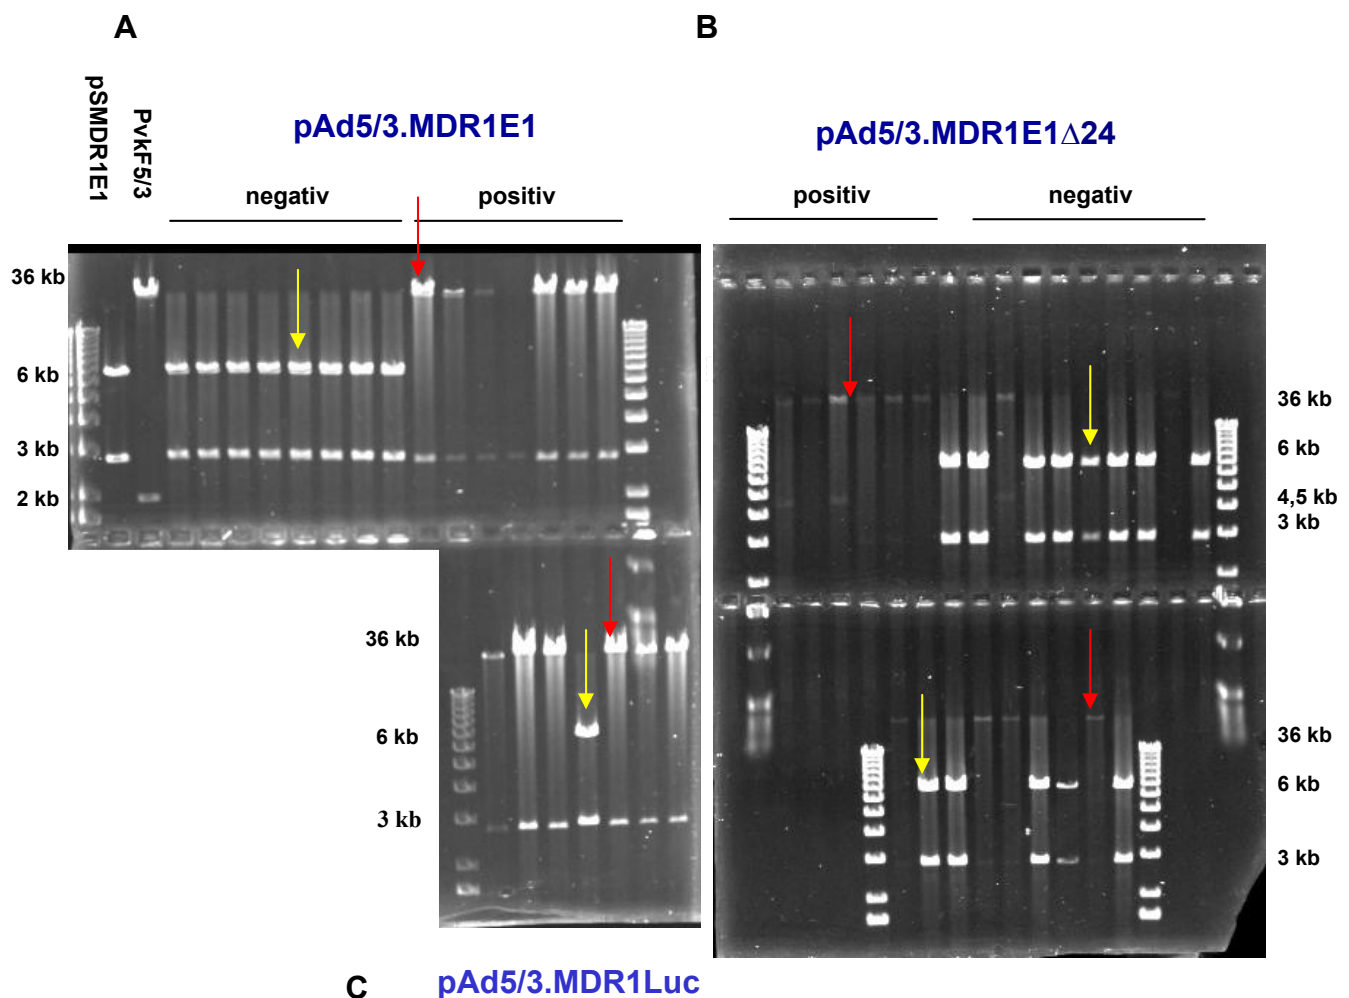 A
B
pSMDR1E1
PvkF5/3
pAd5/3.MDR1E1
pAd5/3.MDR1E1Δ24
negativ
positiv
positiv
negativ
36 kb
6 kb
3 kb
2 kb
36 kb
6 kb
4,5 kb
3 kb
36 kb
6 kb
3 kb
36 kb
6 kb
3 kb
C
pAd5/3.MDR1Luc